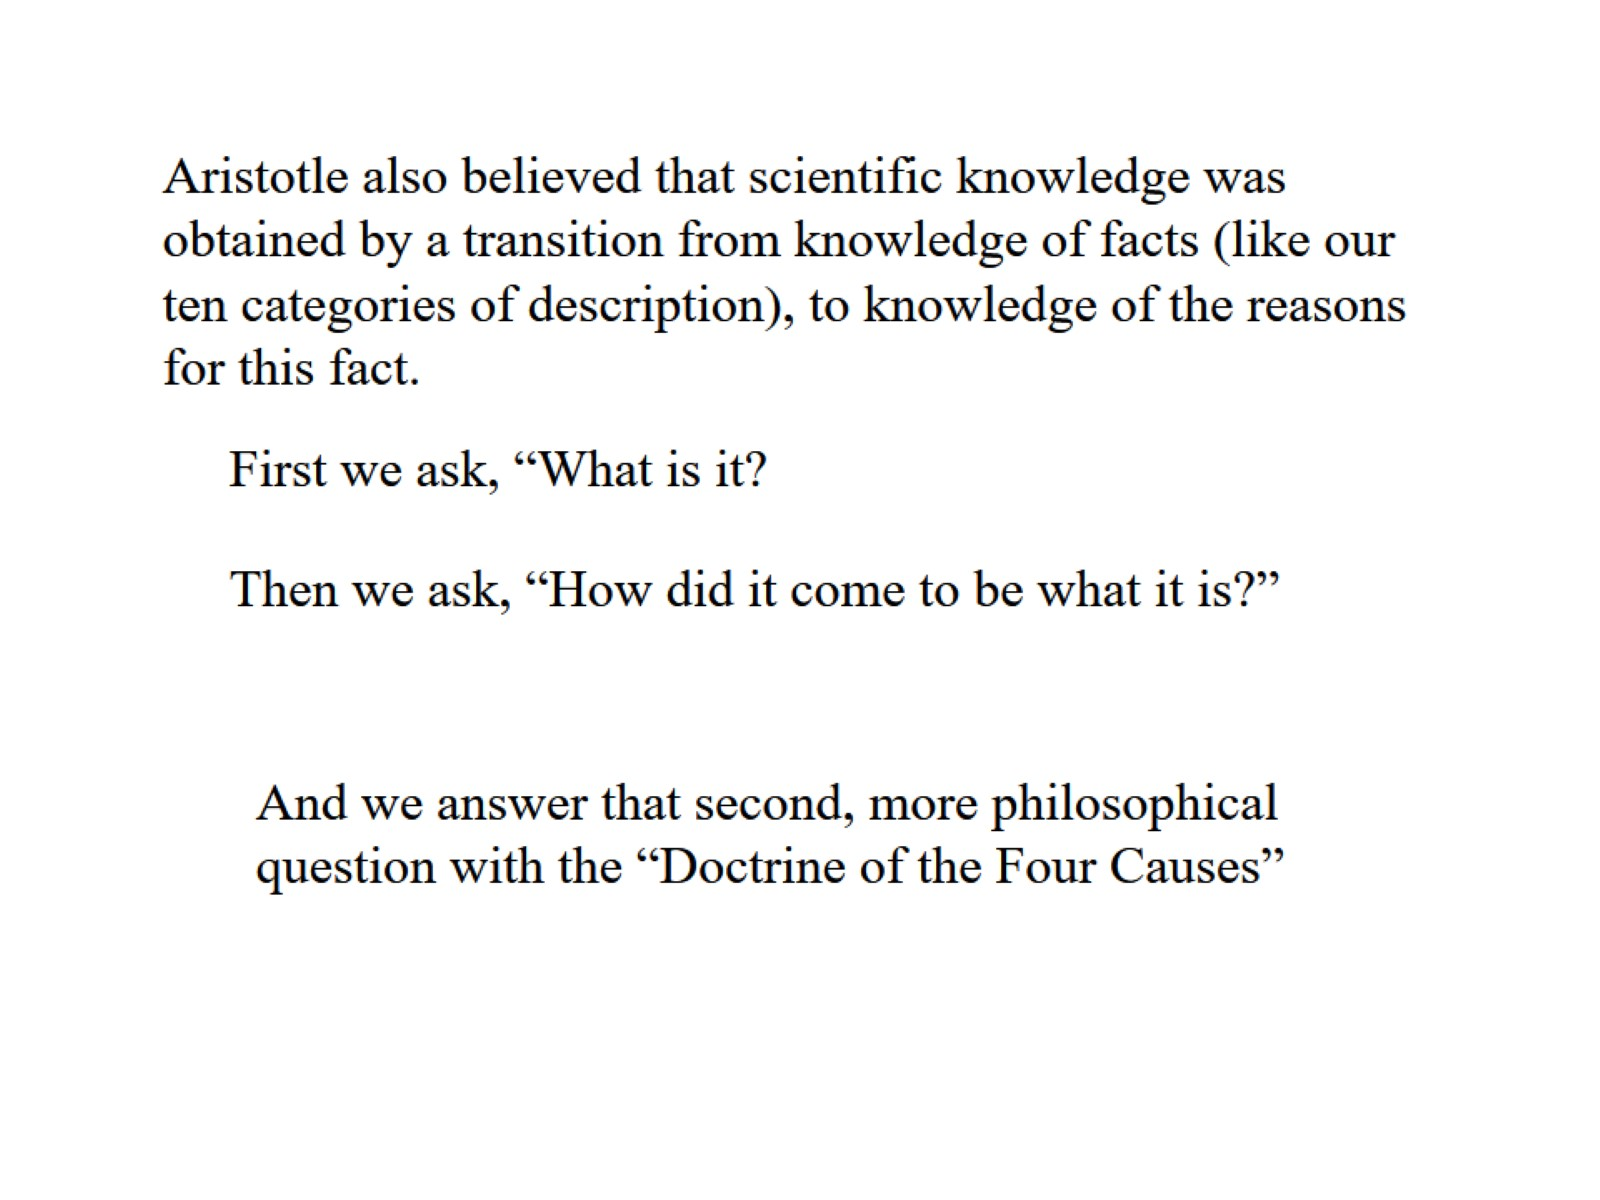 Aristotle also believed that scientific knowledge was
obtained by a transition from knowledge of facts (like our
ten categories of description), to knowledge of the reasons
for this fact.
First we ask, “What is it?
Then we ask, “How did it come to be what it is?”
And we answer that second, more philosophical
question with the “Doctrine of the Four Causes”